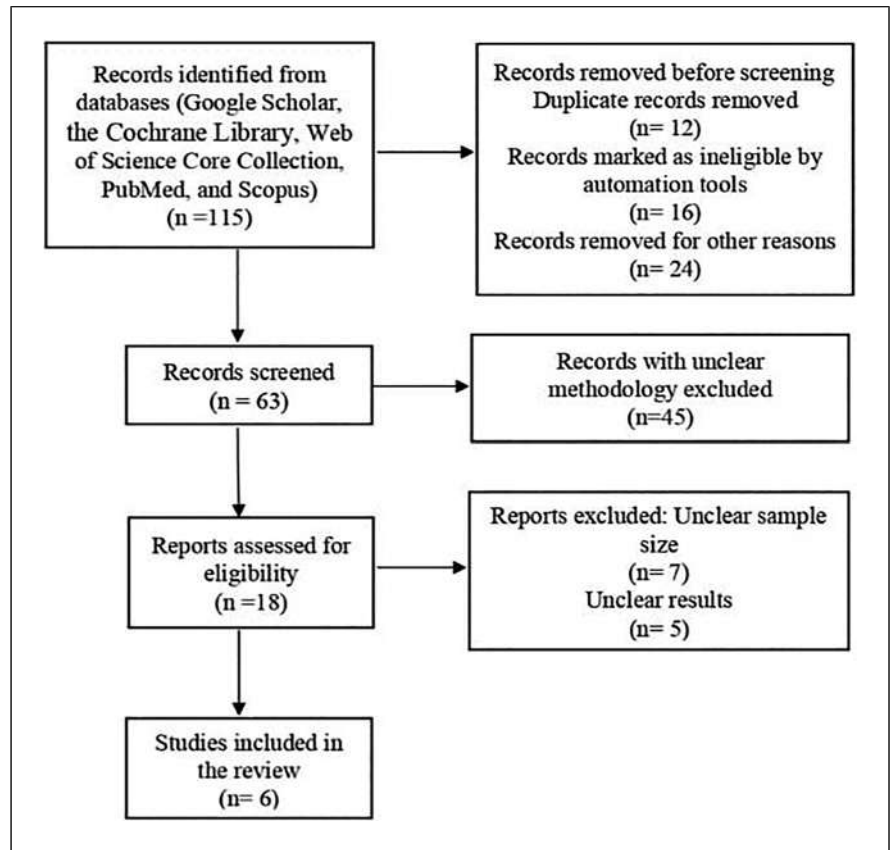 Records identified from
databases (Google Scholar,
the Cochrane Library, Web
of Science Core Collection,
PubMed, and Scopus)
(n =115)
Records removed before screening
Duplicate records removed
(n= 12)
Records marked as ineligible by
automation tools
(n= 16)
Records removed for other reasons
(n= 24)
Records screened
(n = 63)
Records with unclear
methodology excluded
(n=45)
Reports assessed for
eligibility
(n =18)
Reports excluded: Unclear sample
size
(n= 7)
Unclear results
(n= 5)
Studies included in
the review
(n= 6)